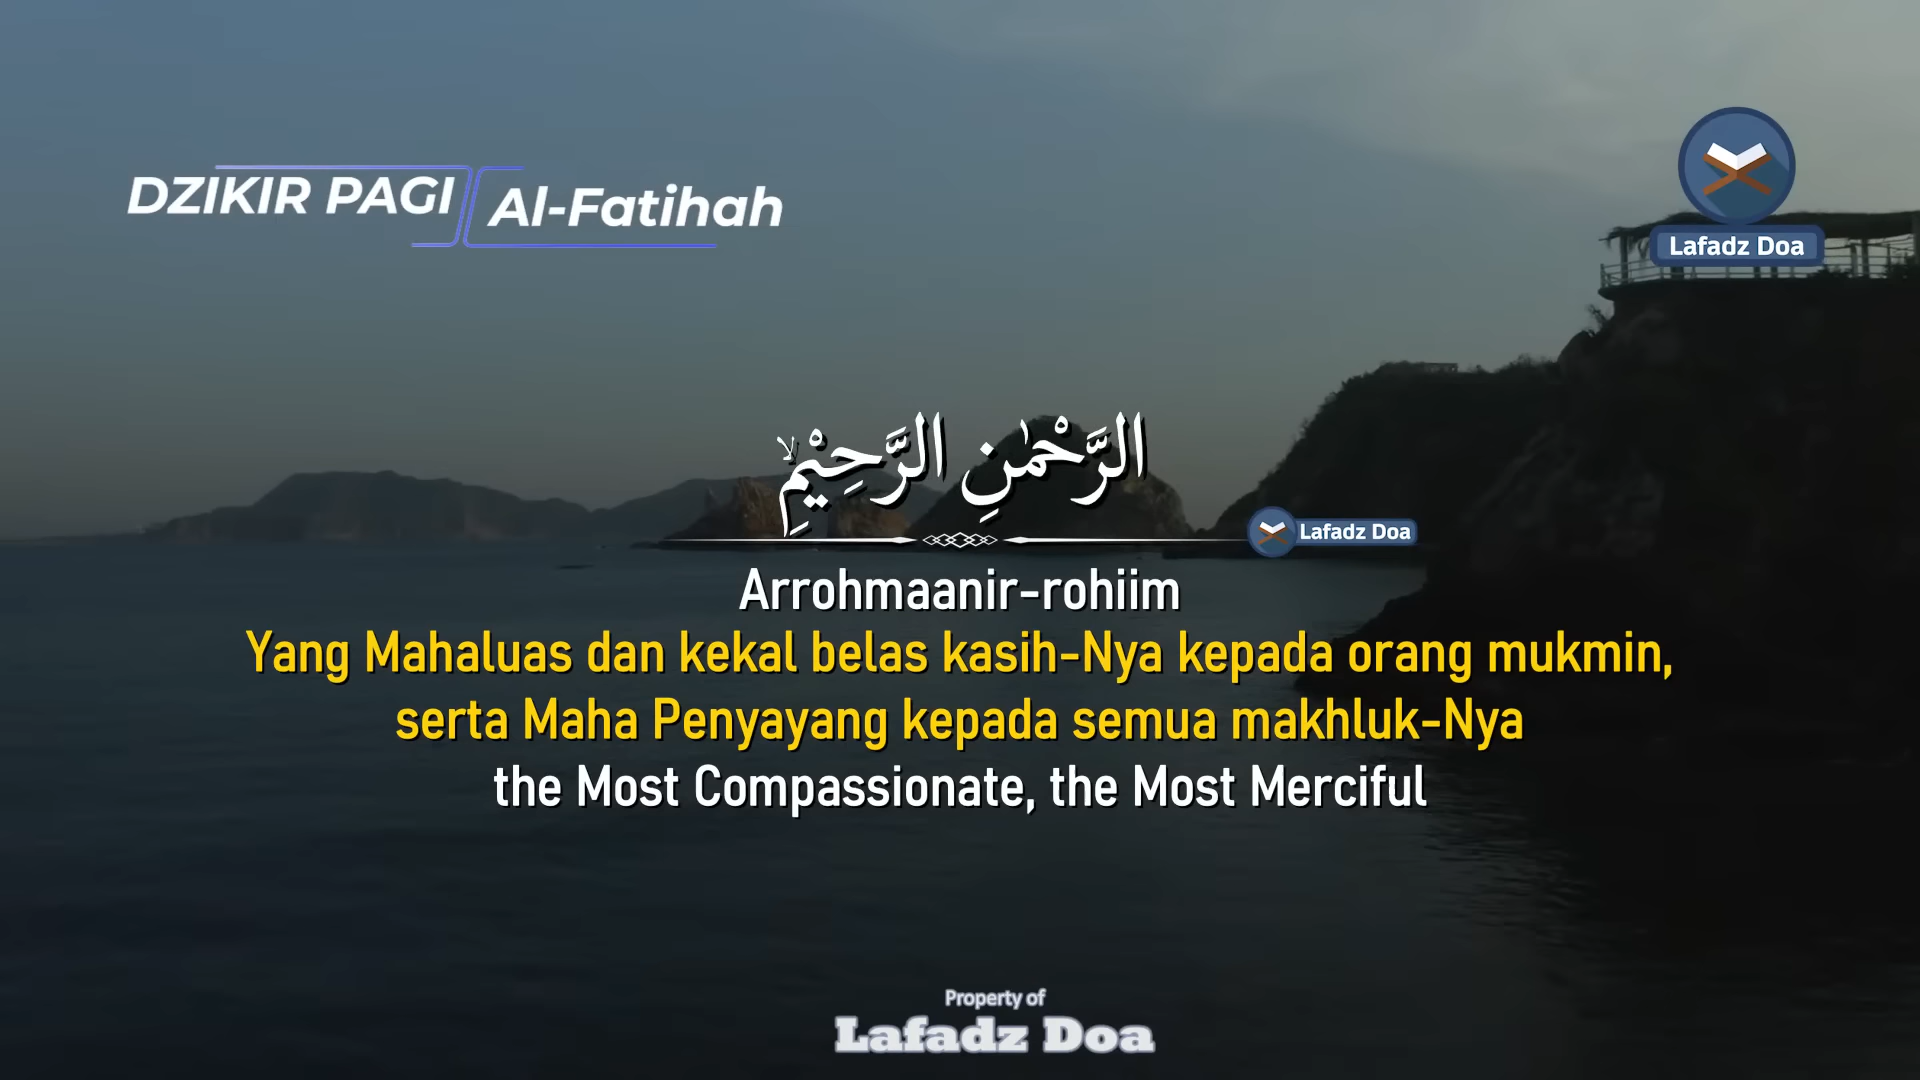 DZIKIR PAGI
Al-Fatihah
Lafadz Doa
الرَّحْمٰنِ الرَّحِيْمِۙ
Lafadz Doa
Arrohmaanir-rohiim
Yang Mahaluas dan kekal belas kasih-Nya kepada orang mukmin,
serta Maha Penyayang kepada semua makhluk-Nya
the Most Compassionate, the Most Merciful
Property of
Lafadz Doa